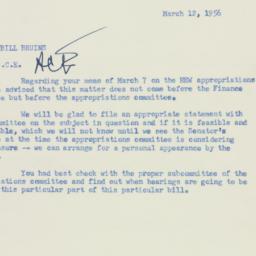 March 12, 1956
BILL BRUINS
.C.E.
Regarding your memo of March 7 on the HEW appropriations
advised that this matter does not come before the Finance
e but before the appropriations committee.
We will be glad to file an appropriate statement with
mmittee on the subject in question and if it is feasible and
ble, which we will not know until we see the Senator's
at the time the appropriations committee is considering
sure -- we can arrange for a personal appearance by the
You had best check with the proper subcommittee of the
ations committee and find out when hearings are going to be
this particular part of this particular bill.